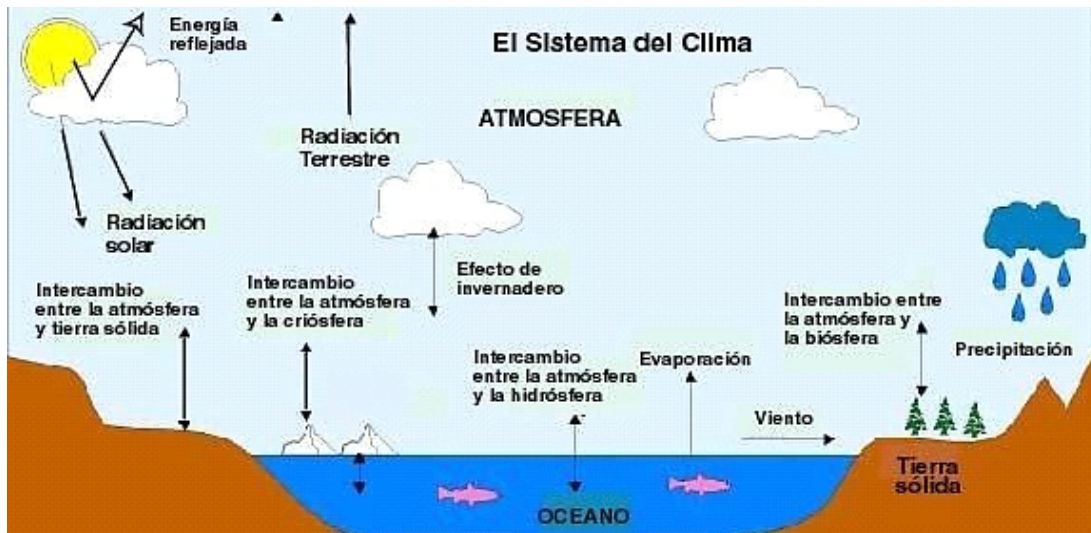 El Sistema del Clima
Energía
reflejada
ATMOSFERA
Radiación
Terrestre
Radiación
solar
Efecto de
invernadero
Intercambio
entre la atmósfera
y tierra sólida
Intercambio
entre la atmósfera
y la criósfera
Intercambio
entre la atmósfera
y la hidrósfera
Evaporación
Intercambio entre
la atmósfera y
la biósfera
Precipitación
Viento
Tierra
sólida
OCEANO